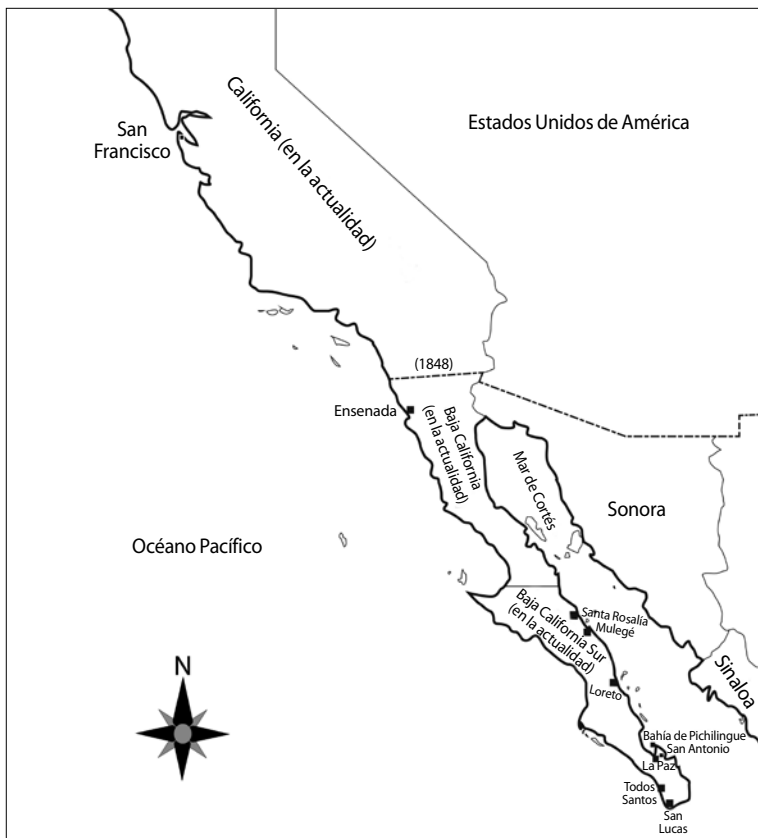 Estados Unidos de América
California (en la actualidad)
San
Francisco
(1848)
Ensenada
Baja California
(en la actualidad)
Mar de Cortés
Sonora
Océano Pacífico
Baja California Sur
(en la actualidad)
Santa Rosalía
Mulegé
Sinaloa
Loreto
N
Bahía de Pichilingue
San Antonio
La Paz
Todos
Santos
San
Lucas